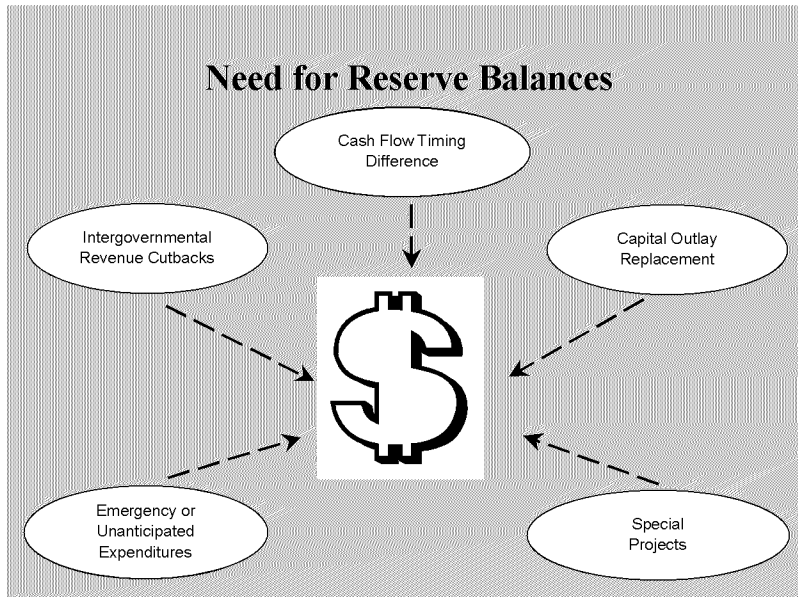 Need for Reserve Balances
Cash Flow Timing
Difference
Intergovernmental
Revenue Cutbacks
Capital Outlay
Replacement
$
Emergency or
Unanticipated
Expenditures
Special
Projects